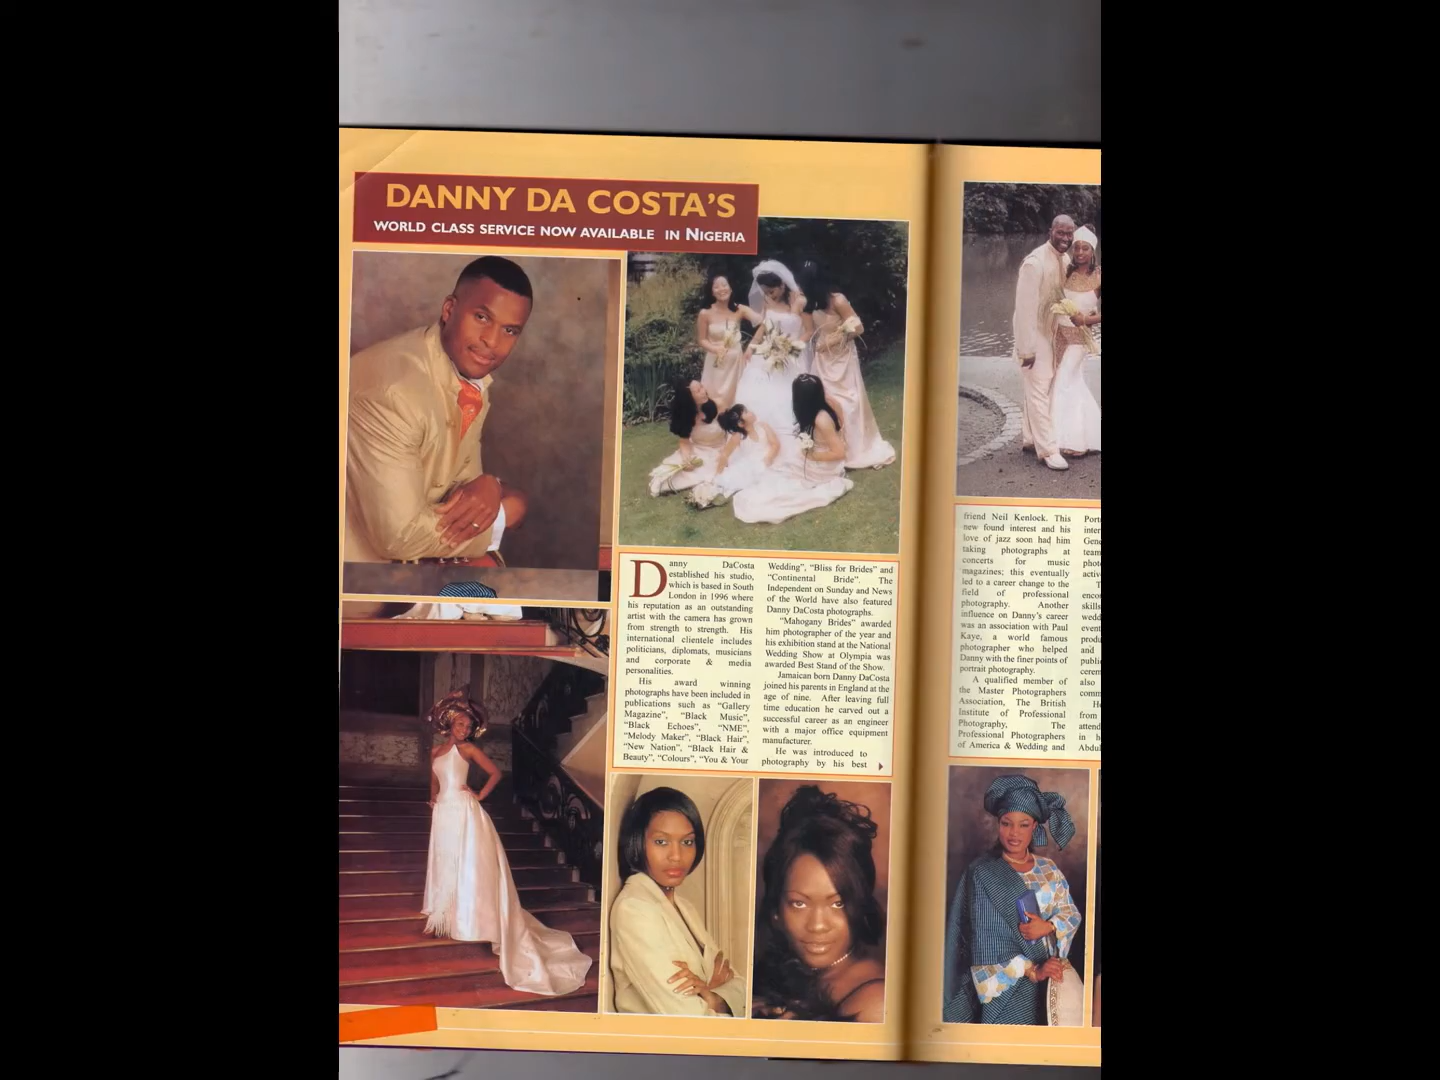 DANNY DA COSTA'S
WORLD CLASS SERVICE NOW AVAILABLE IN NIGERIA
Danny DaCosta
established his studio,
which is based in South
London in 1996 where
his reputation as an outstanding
artist with the camera has grown
from strength to strength. His
international clientele includes
politicians, diplomats, musicians
and corporate & media
personalities.
His award winning
photographs have been included in
publications such as "Gallery
Magazine", "Black Music",
"Black Echoes", "NME",
"Melody Maker", "Black Hair",
"New Nation", "Black Hair &
Beauty", "Colours", "You & Your
Wedding", "Bliss for Brides" and
"Continental Bride". The
Independent on Sunday and News
of the World have also featured
Danny DaCosta photographs.
"Mahogany Brides" awarded
him photographer of the year and
his exhibition stand at the National
Wedding Show at Olympia was
awarded Best Stand of the Show.
Jamaican born Danny DaCosta
joined his parents in England at the
age of nine. After leaving full
time education he carved out a
successful career as an engineer
with a major office equipment
manufacturer.
He was introduced to
photography by his best
friend Neil Kenlock. This
new found interest and his
love of jazz soon had him
taking photographs at
concerts for music
magazines; this eventually
led to a career change to the
field of professional
photography. Another
influence on Danny's career
was an association with Paul
Kaye, a world famous
photographer who helped
Danny with the finer points of
portrait photography.
A qualified member of
the Master Photographers
Association, The British
Institute of Professional
Photography, The
Professional Photographers
of America & Wedding and